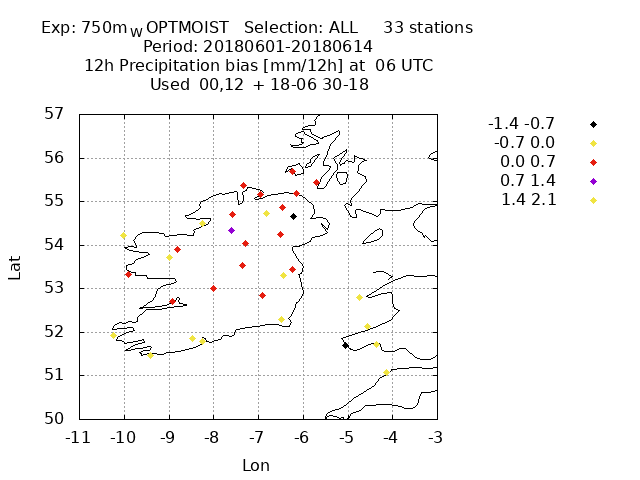 Exp: 750m W OPTMOIST Selection: ALL 33 stations
Period: 20180601-20180614
12h Precipitation bias [mm/12h] at 06 UTC
Used 00,12 + 18-06 30-18
-1.4 -0.7
-0.7 0.0
0.0 0.7
0.7 1.4
1.4 2.1
57
56
55
54
53
52
51
50
Lat
-11 -10 -9 -8 -7 -6 -5 -4 -3
Lon